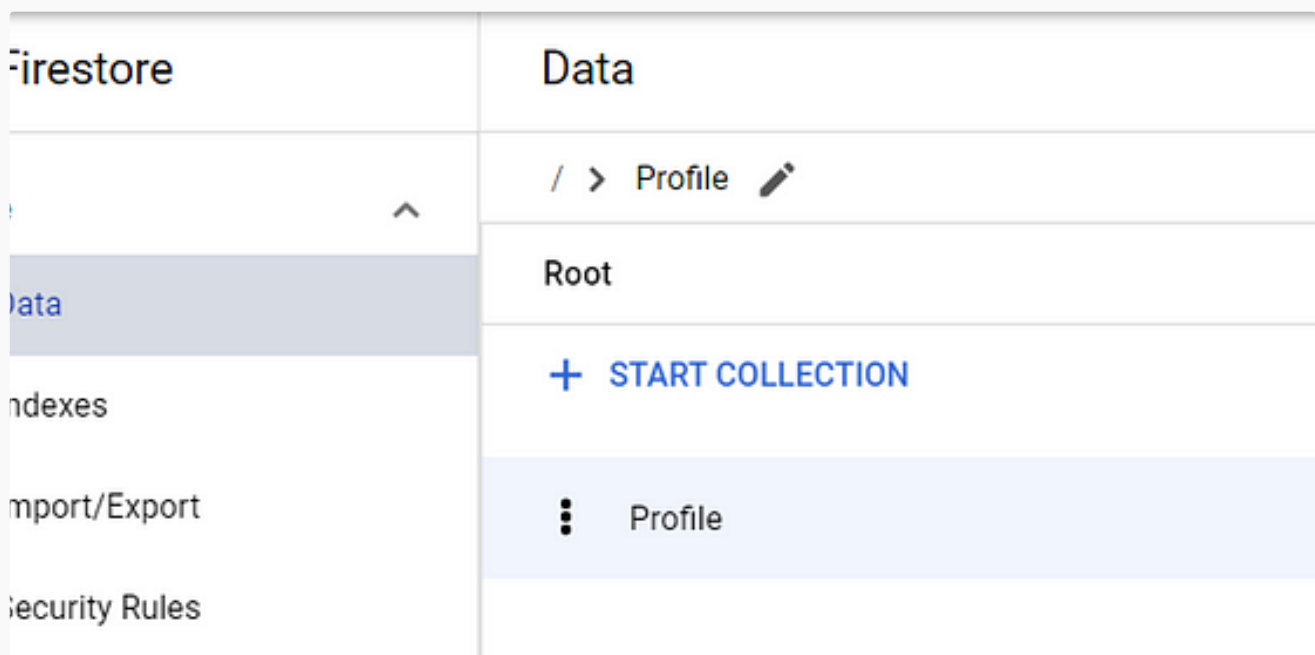 Firestore
Data
/ > Profile
Root
Data
START COLLECTION
Indexes
Import/Export
Profile
Security Rules